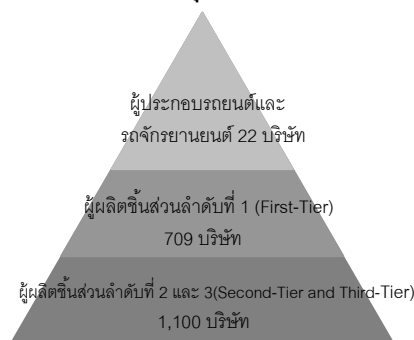 ผู้ประกอบรถยนต์และ
รถจักรยานยนต์ 22 บริษัท
ผู้ผลิตชิ้นส่วนลำดับที่ 1 (First-Tier)
709 บริษัท
ผู้ผลิตชิ้นส่วนลำดับที่ 2 และ 3(Second-Tier and Third-Tier)
1,100 บริษัท